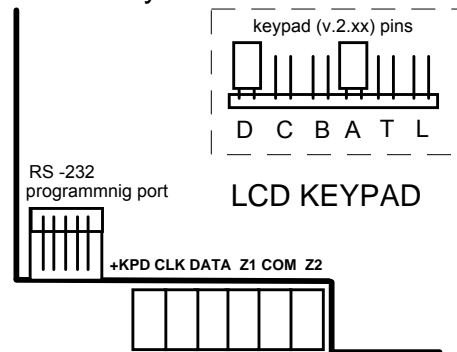 keypad (v.2.xx) pins
D C B A T L
RS -232
programmnig port
LCD KEYPAD
+KPD CLK DATA Z1 COM Z2